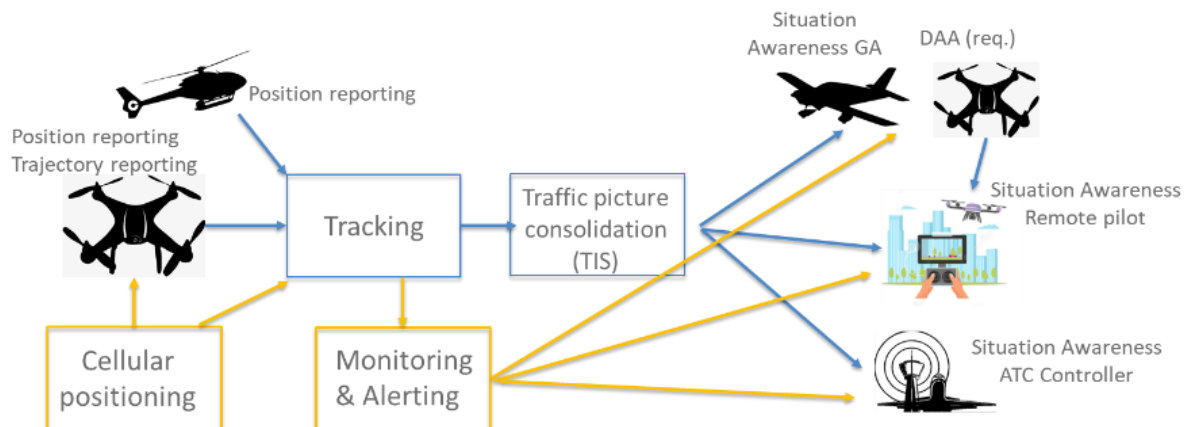 Position reporting
Position reporting
Trajectory reporting
Tracking
Traffic picture
consolidation
(TIS)
Cellular
positioning
Monitoring
& Alerting
Situation
Awareness GA
DAA (req.)
Situation Awareness
Remote pilot
Situation Awareness
ATC Controller